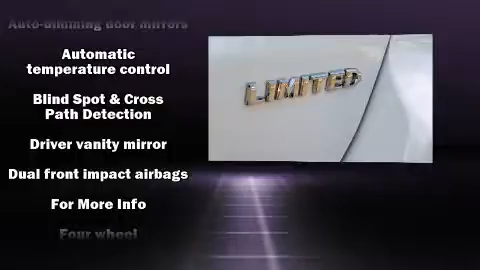 Auto-dimming door mirrors
Automatic
temperature control
Blind Spot & Cross
Path Detection
Driver vanity mirror
Dual front impact airbags
For More Info
Four wheel
LIMITED